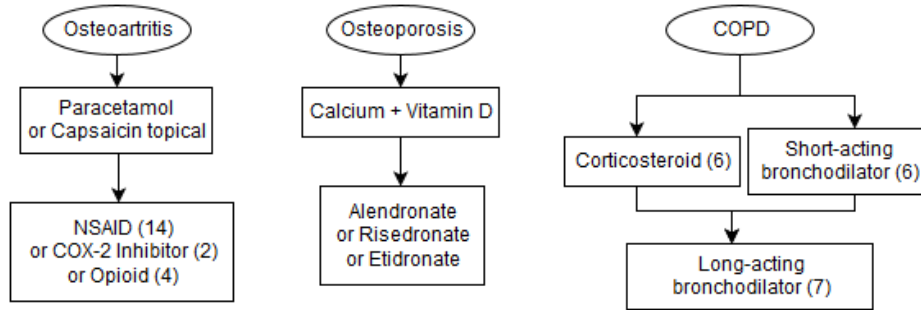 Osteoartritis
Paracetamol
or Capsaicin topical
NSAID (14)
or COX-2 Inhibitor (2)
or Opioid (4)
Osteoporosis
Calcium + Vitamin D
Alendronate
or Risedronate
or Etidronate
COPD
Corticosteroid (6)
Short-acting
bronchodilator (6)
Long-acting
bronchodilator (7)